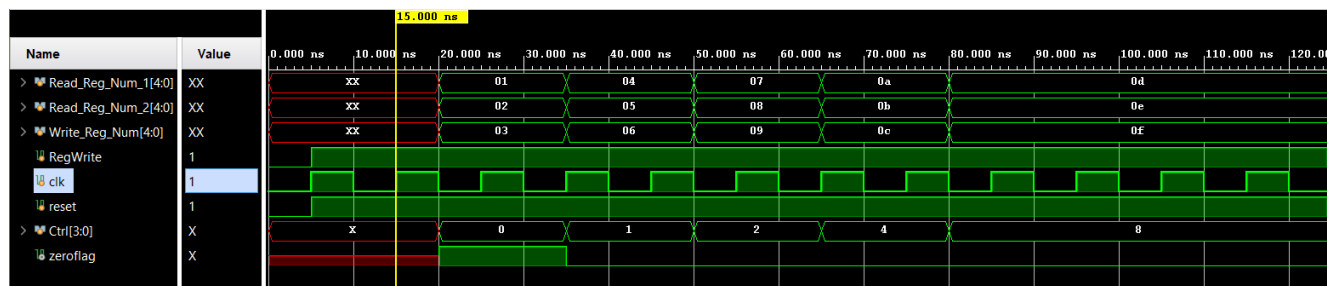 15.000 ns
Name Value 0.000 ns 10.000 ns 20.000 ns 30.000 ns 40.000 ns 50.000 ns 60.000 ns 70.000 ns 80.000 ns 90.000 ns 100.000 ns 110.000 ns 120.0
> Read_Reg_Num_1[4:0] XX XX 01 04 07 0a 0d
> Read_Reg_Num_2[4:0] XX XX 02 05 08 0b 0e
> Write_Reg_Num[4:0] XX XX 03 06 09 0c 0f
RegWrite 1
clk 1
reset 1
> Ctrl[3:0] X X 0 1 2 4 8
zeroflag X